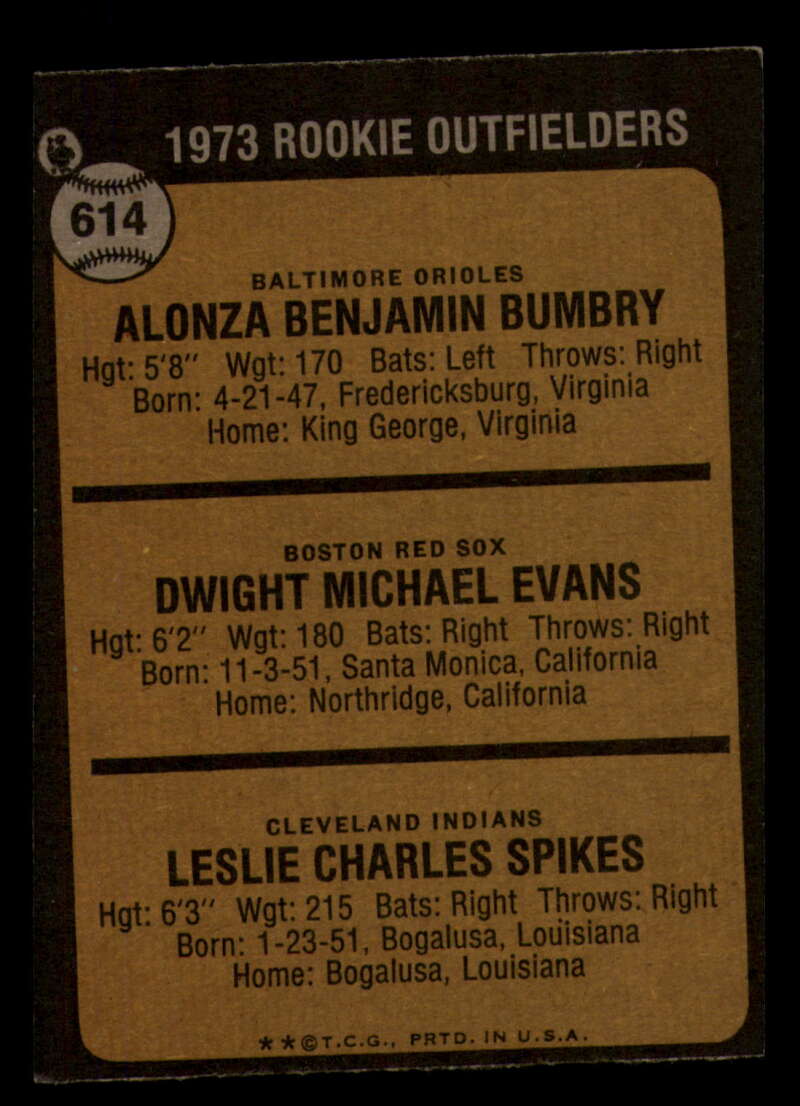 1973 ROOKIE OUTFIELDERS
614
BALTIMORE ORIOLES
ALONZA BENJAMIN BUMBRY
Hgt: 5'8" Wgt: 170 Bats: Left Throws: Right
Born: 4-21-47, Fredericksburg, Virginia
Home: King George, Virginia
BOSTON RED SOX
DWIGHT MICHAEL EVANS
Hgt: 6'2" Wgt: 180 Bats: Right Throws: Right
Born: 11-3-51, Santa Monica, California
Home: Northridge, California
CLEVELAND INDIANS
LESLIE CHARLES SPIKES
Hgt: 6'3" Wgt: 215 Bats: Right Throws: Right
Born: 1-23-51, Bogalusa, Louisiana
Home: Bogalusa, Louisiana
★★©T.C.G., PRTD. IN U.S.A.